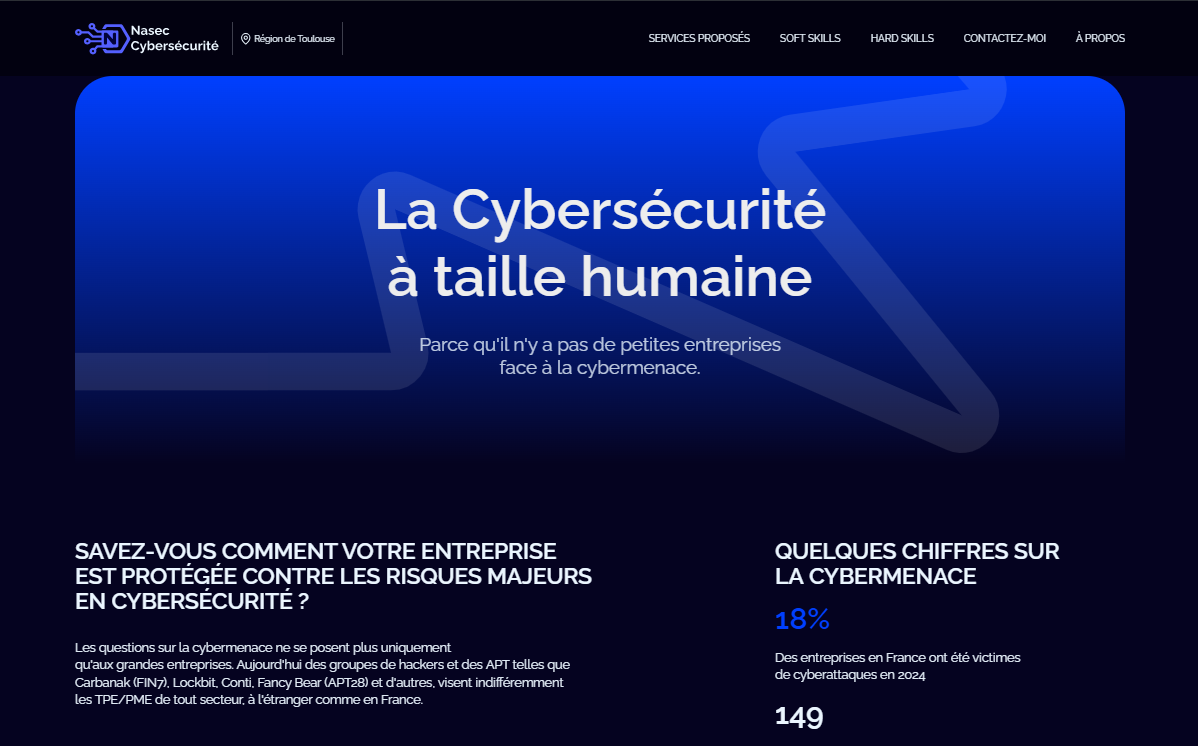 Nasec
Cybersécurité
Région de Toulouse
SERVICES PROPOSÉS
SOFT SKILLS
HARD SKILLS
CONTACTEZ-MOI
À PROPOS
La Cybersécurité
à taille humaine
Parce qu'il n'y a pas de petites entreprises
face à la cybermenace.
SAVEZ-VOUS COMMENT VOTRE ENTREPRISE
EST PROTÉGÉE CONTRE LES RISQUES MAJEURS
EN CYBERSÉCURITÉ ?
Les questions sur la cybermenace ne se posent plus uniquement
qu'aux grandes entreprises. Aujourd'hui des groupes de hackers et des APT telles que
Carbanak (FIN7), Lockbit, Conti, Fancy Bear (APT28) et d'autres, visent indifféremment
les TPE/PME de tout secteur, à l'étranger comme en France.
QUELQUES CHIFFRES SUR
LA CYBERMENACE
18%
Des entreprises en France ont été victimes
de cyberattaques en 2024
149